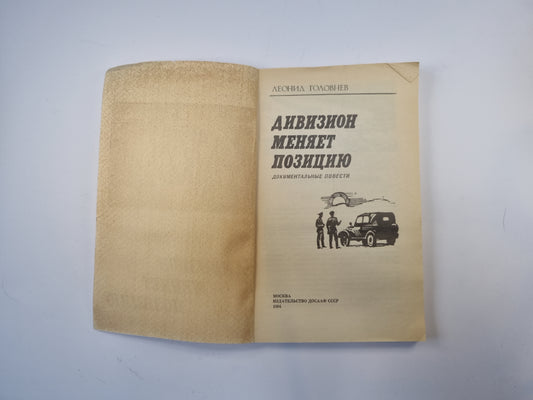 ЛЕОНИД ГОЛОВНЕВ
ДИВИЗИОН
МЕНЯЕТ
ПОЗИЦИЮ
ДОКУМЕНТАЛЬНЫЕ ПОВЕСТИ
МОСКВА
ИЗДАТЕЛЬСТВО ДОСААФ СССР